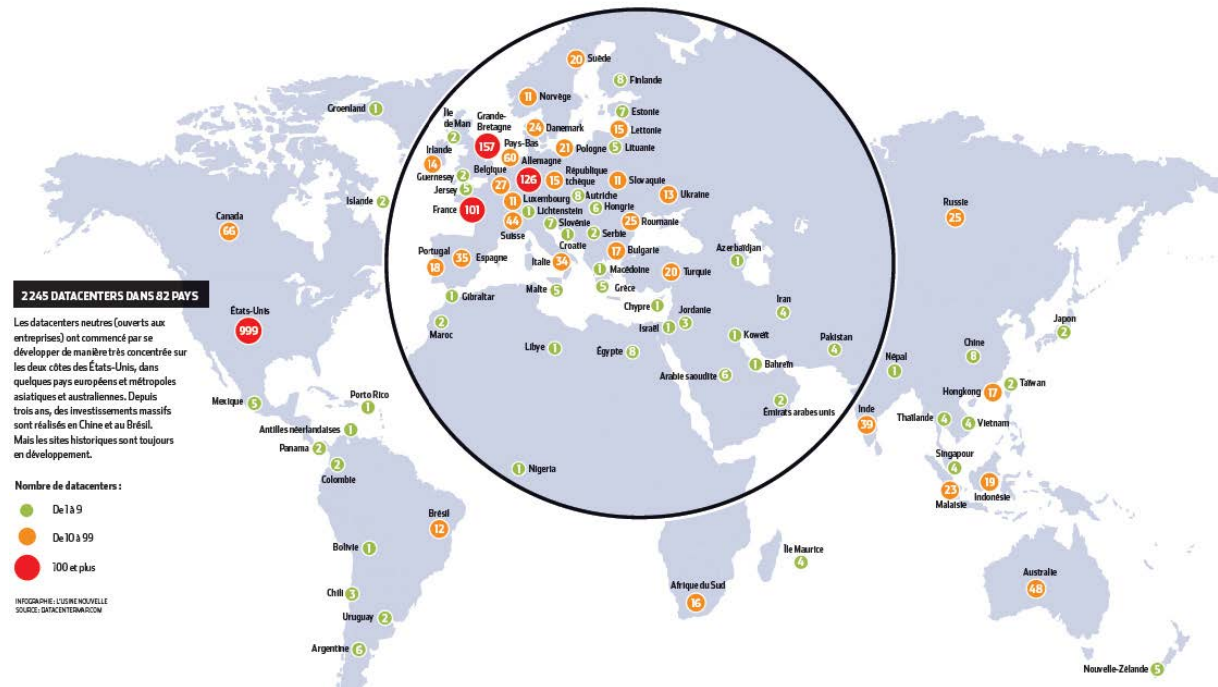 2245 DATACENTERS DANS 82 PAYS
Les datacenters neutres (ouverts aux
entreprises) ont commencé par se
développer de manière très concentrée sur
les deux côtes des États-Unis, dans
quelques pays européens et métropoles
asiatiques et australiennes. Depuis
trois ans, des investissements massifs
sont réalisés en Chine et au Brésil.
Mais les sites historiques sont toujours
en développement.
Nombre de datacenters :
De 1 à 9
De 10 à 99
100 et plus
INFOGRAPHIE : L'USINE NOUVELLE
SOURCE : DATACENTERMAP.COM
Groenland 1
Islande 2
Canada 66
États-Unis
999
Mexique 5
Porto Rico
1
Antilles néerlandaises 1
Panama 2
2
Colombie
Brésil
12
Bolivie 1
Chili 3
Uruguay 2
Argentine 6
20 Suède
8 Finlande
11 Norvège
7 Estonie
Île
de Man
2
Grande-
Bretagne
157
24 Danemark
15 Lettonie
Pays-Bas
60
21 Pologne
5 Lituanie
Irlande
14
Allemagne
126
Guernesey 2
Belgique
27
15 République
tchèque
11 Slovaquie
13 Ukraine
Jersey 5
8 Autriche
France 101
11 Luxembourg
1 Lichtenstein
6 Hongrie
44
Suisse
7 Slovénie
25 Roumanie
1
Croatie
2 Serbie
17 Bulgarie
Portugal
18
35 Espagne
Italie 34
1 Macédoine
20 Turquie
Azerbaïdjan
1
1 Gibraltar
Malte 5
5 Grèce
Chypre 1
2
Maroc
Libye 1
Égypte 8
Israël 1
Jordanie
3
Iran
4
1 Koweït
1 Bahreïn
Arabie saoudite 6
2
Émirats arabes unis
Pakistan
4
1 Nigeria
Afrique du Sud
16
Île Maurice
4
Russie
25
Népal
1
Chine
8
Japon
2
Hongkong 17
2 Taïwan
Inde
39
Thaïlande 4
4 Vietnam
Singapour
4
23
Malaisie
19
Indonésie
Australie
48
Nouvelle-Zélande 5